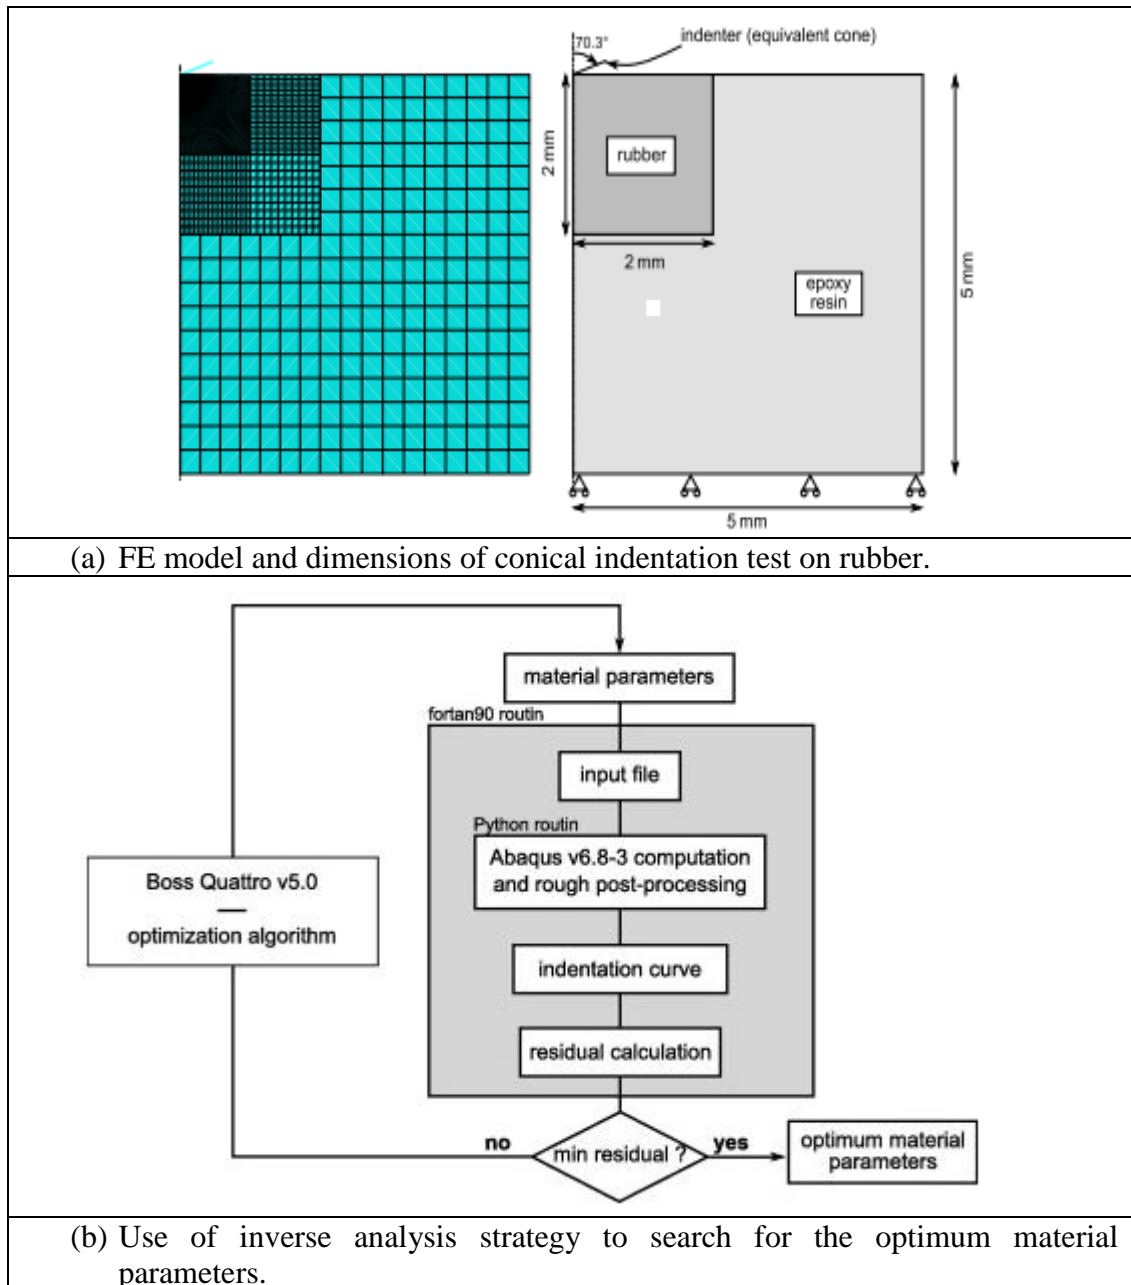 70.3°
indenter (equivalent cone)
2 mm
rubber
2 mm
epoxy
resin
5 mm
5 mm
(a) FE model and dimensions of conical indentation test on rubber.
material parameters
fortan90 routin
input file
Python routin
Abaqus v6.8-3 computation
and rough post-processing
Boss Quattro v5.0
—
optimization algorithm
indentation curve
residual calculation
no
min residual ?
yes
optimum material
parameters
(b) Use of inverse analysis strategy to search for the optimum material
parameters.